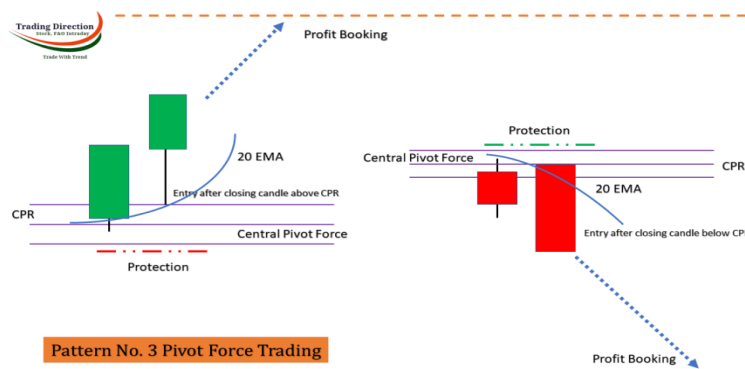 Trading Direction
Stock, F&O Intraday
Trade With Trend
Profit Booking
20 EMA
Entry after closing candle above CPR
CPR
Central Pivot Force
Protection
Pattern No. 3 Pivot Force Trading
Protection
Central Pivot Force
CPR
20 EMA
Entry after closing candle below CP
Profit Booking